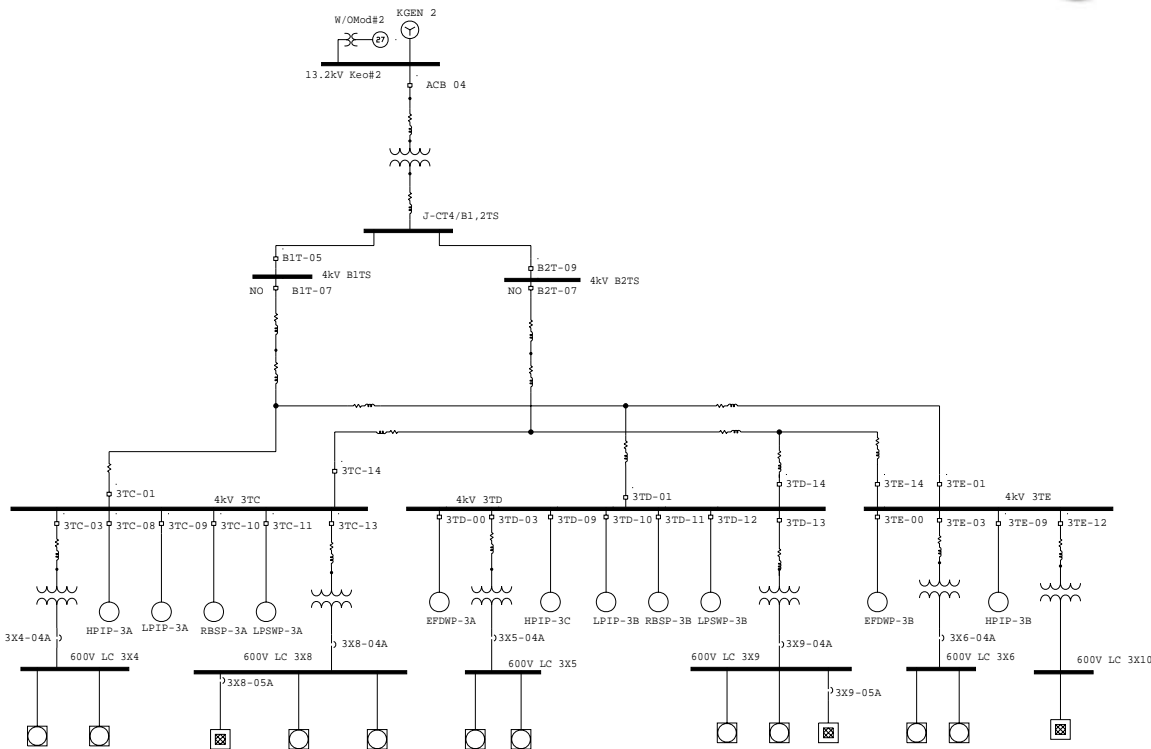 KGEN 2
W/OMod#2
27
13.2kV Keo#2
ACB 04
J-CT4/B1,2TS
B1T-05
4kV B1TS
NO B1T-07
B2T-09
4kV B2TS
NO B2T-07
3TC-14
3TC-01
4kV 3TC
4kV 3TD
3TD-01
3TD-14
3TE-14
3TE-01
4kV 3TE
3TC-03
3TC-08
3TC-09
3TC-10
3TC-11
3TC-13
3TD-00
3TD-03
3TD-09
3TD-10
3TD-11
3TD-12
3TD-13
3TE-00
3TE-03
3TE-09
3TE-12
HPIP-3A
LPIP-3A
RBSP-3A
LPSWP-3A
EFDWP-3A
HPIP-3C
LPIP-3B
RBSP-3B
LPSWP-3B
EFDWP-3B
HPIP-3B
3X4-04A
3X8-04A
3X5-04A
3X9-04A
3X6-04A
600V LC 3X4
600V LC 3X8
600V LC 3X5
600V LC 3X9
600V LC 3X6
600V LC 3X10
3X8-05A
3X9-05A